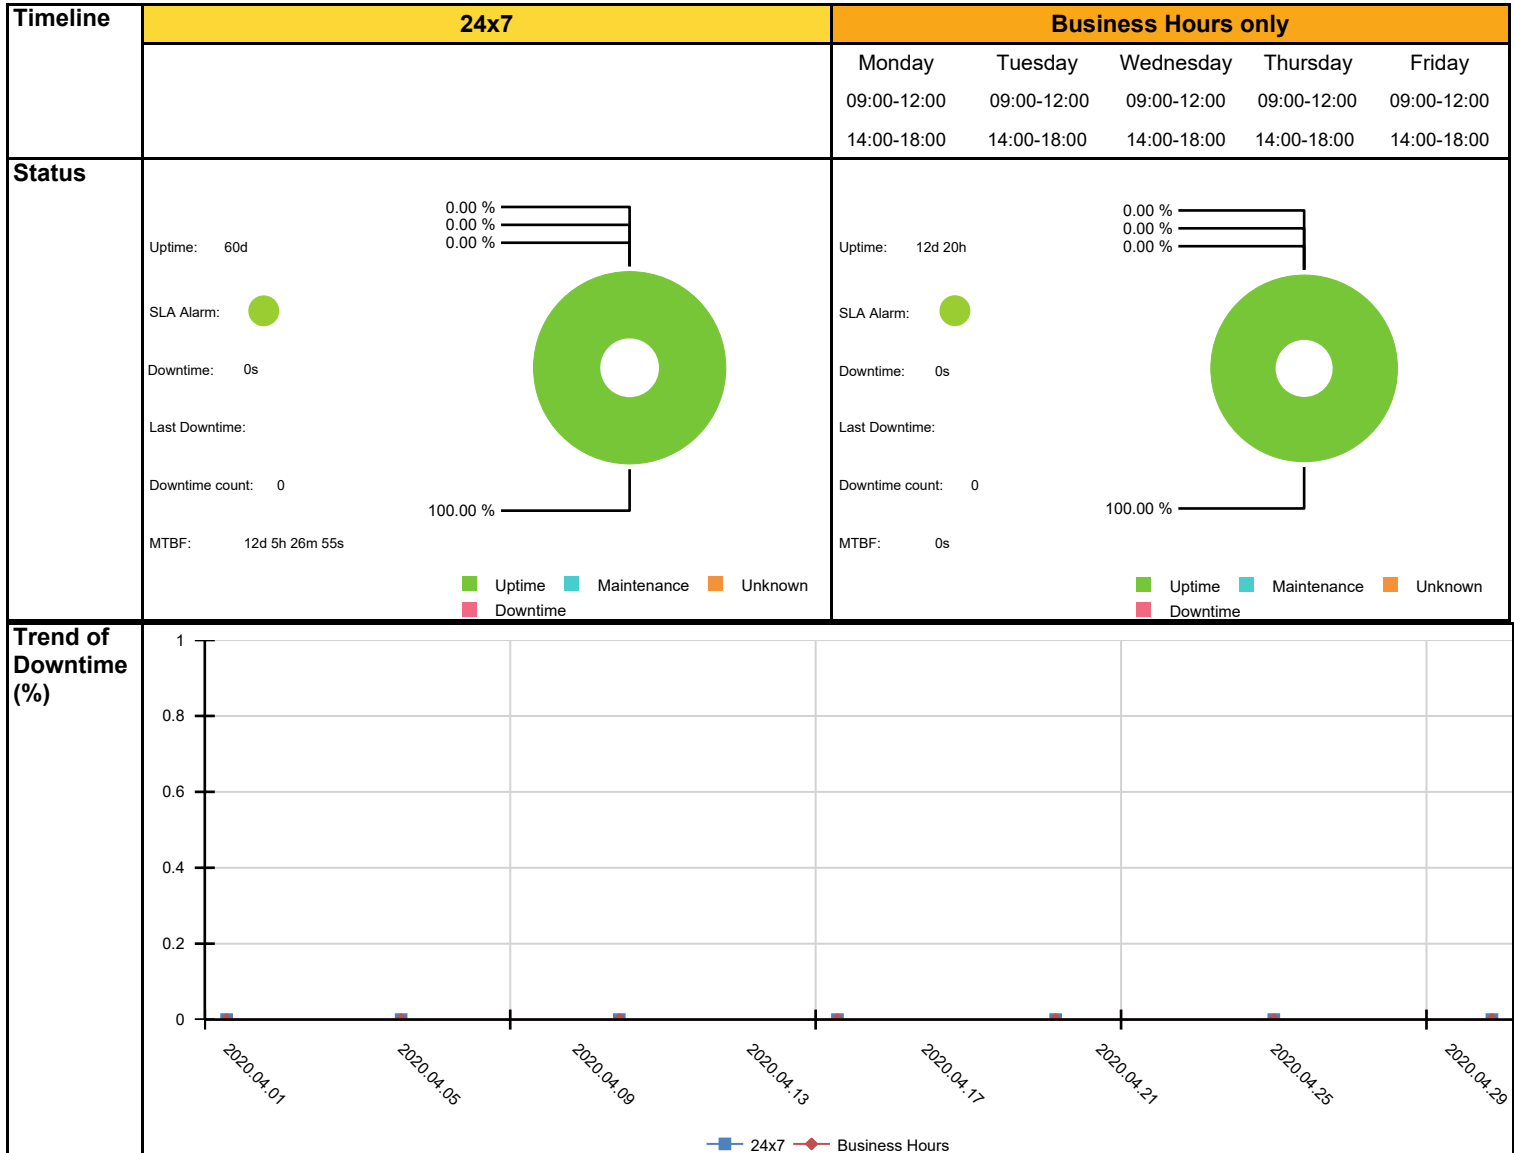 Timeline
24x7
Business Hours only
Monday Tuesday Wednesday Thursday Friday
09:00-12:00 09:00-12:00 09:00-12:00 09:00-12:00 09:00-12:00
14:00-18:00 14:00-18:00 14:00-18:00 14:00-18:00 14:00-18:00
Status
0.00 %
0.00 %
0.00 %
Uptime: 60d
SLA Alarm:
Downtime: 0s
Last Downtime:
Downtime count: 0
100.00 %
MTBF: 12d 5h 26m 55s
Uptime Maintenance Unknown
Downtime
0.00 %
0.00 %
0.00 %
Uptime: 12d 20h
SLA Alarm:
Downtime: 0s
Last Downtime:
Downtime count: 0
100.00 %
MTBF: 0s
Uptime Maintenance Unknown
Downtime
Trend of
Downtime
(%)
1
0.8
0.6
0.4
0.2
0
2020.04.01 2020.04.05 2020.04.09 2020.04.13 2020.04.17 2020.04.21 2020.04.25 2020.04.29
24x7 Business Hours